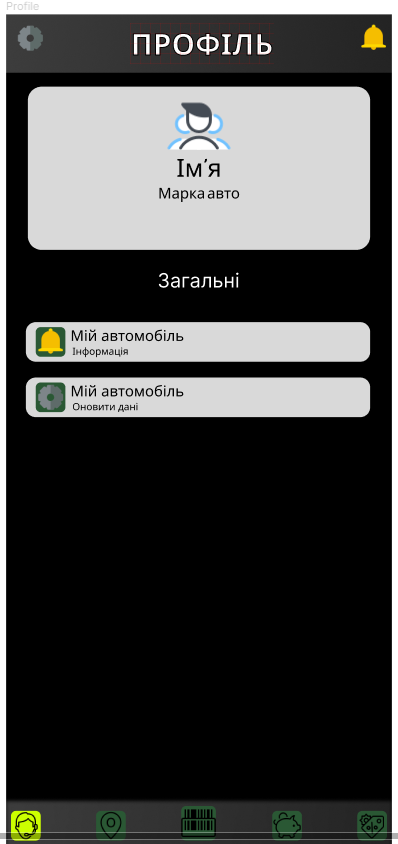 Profile
ПРОФІЛЬ
Ім'я
Марка авто
Загальні
Мій автомобіль
Інформація
Мій автомобіль
Оновити дані